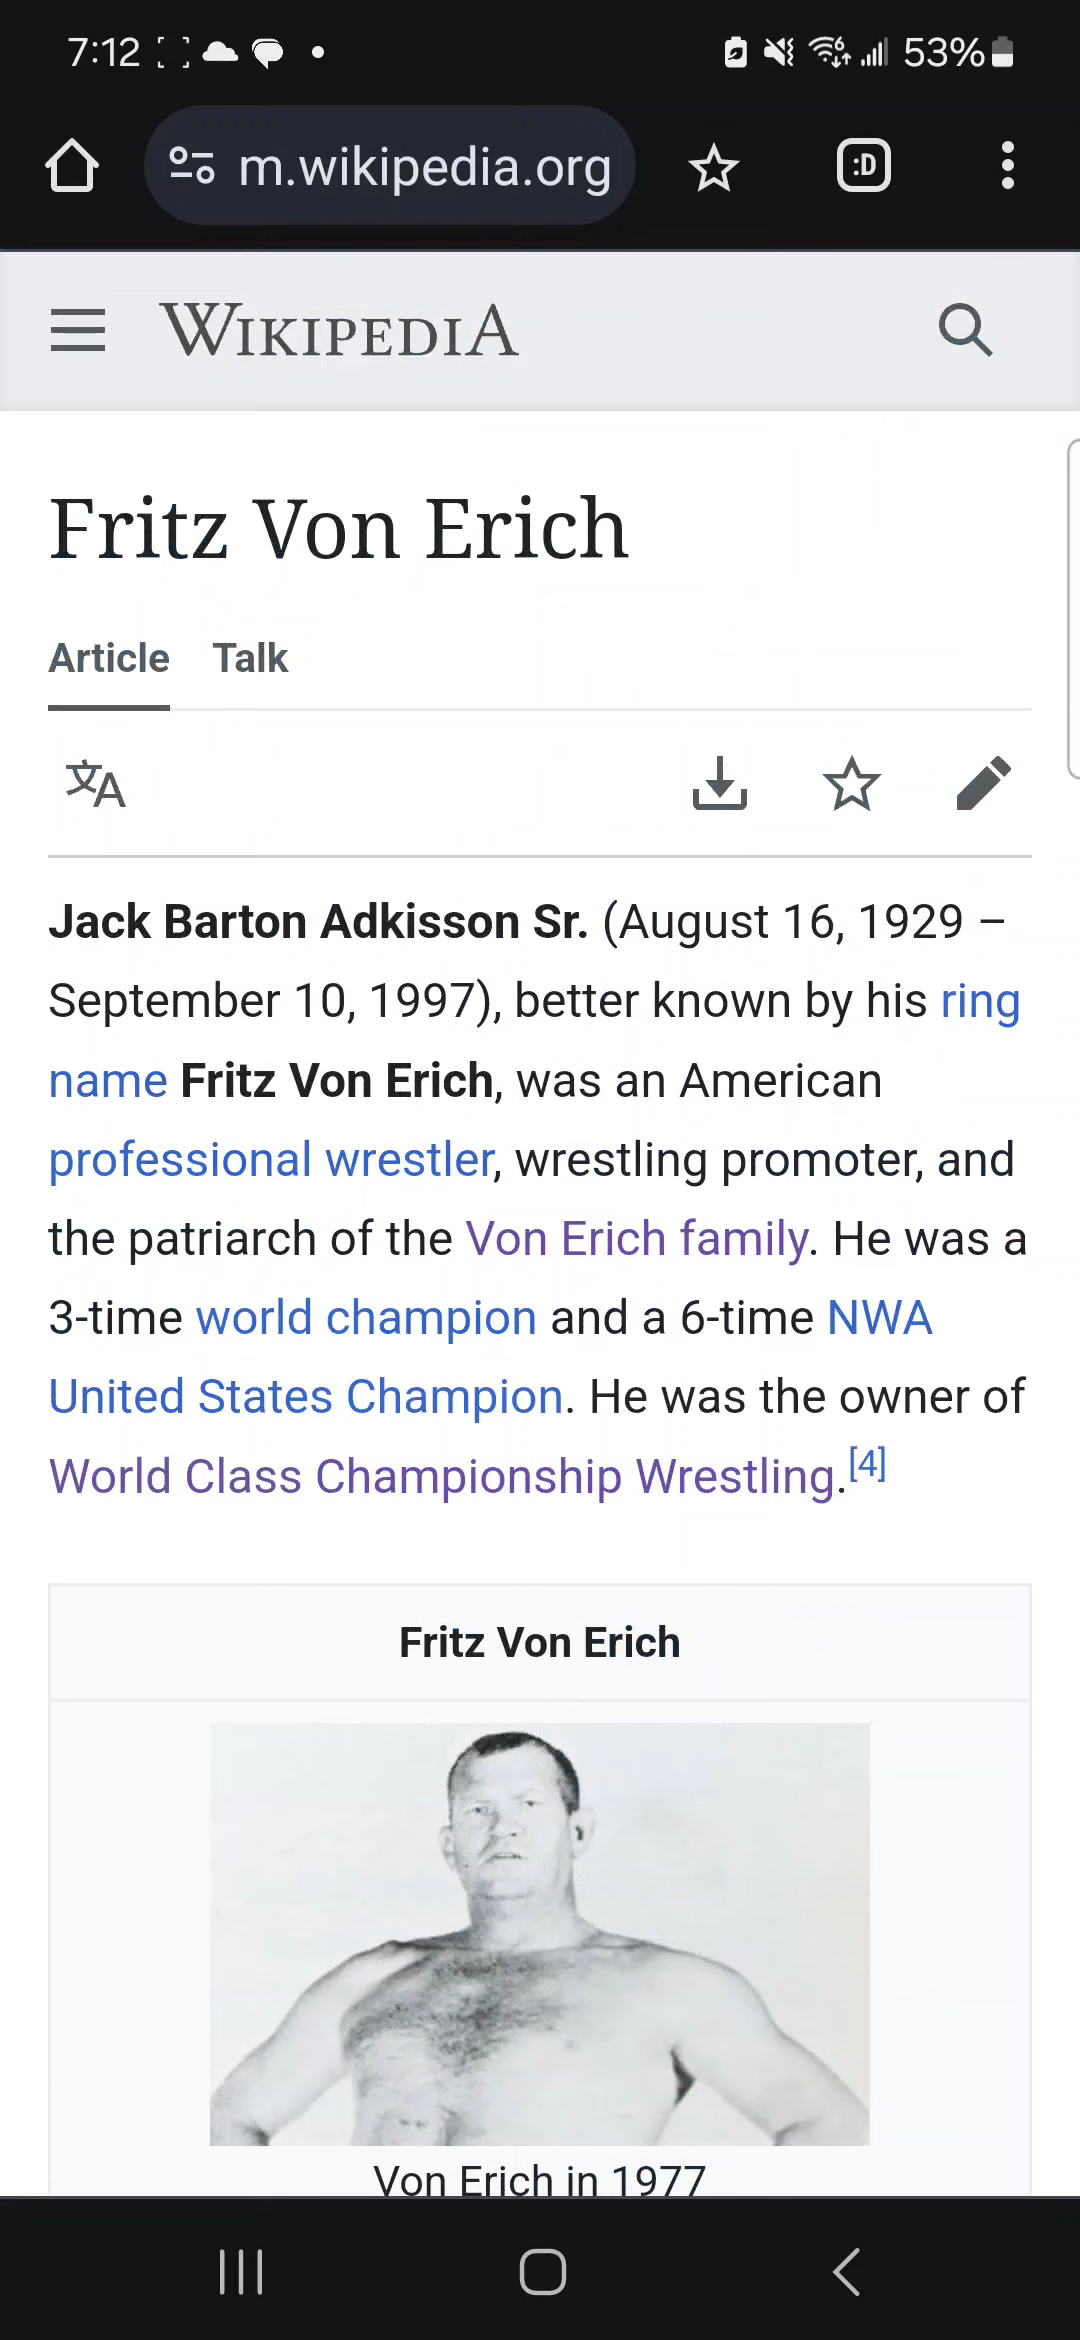 7:12 53%
m.wikipedia.org :D
WIKIPEDIA
Fritz Von Erich
Article Talk
文A
Jack Barton Adkisson Sr. (August 16, 1929 –
September 10, 1997), better known by his ring
name Fritz Von Erich, was an American
professional wrestler, wrestling promoter, and
the patriarch of the Von Erich family. He was a
3-time world champion and a 6-time NWA
United States Champion. He was the owner of
World Class Championship Wrestling.[4]
Fritz Von Erich
Von Erich in 1977